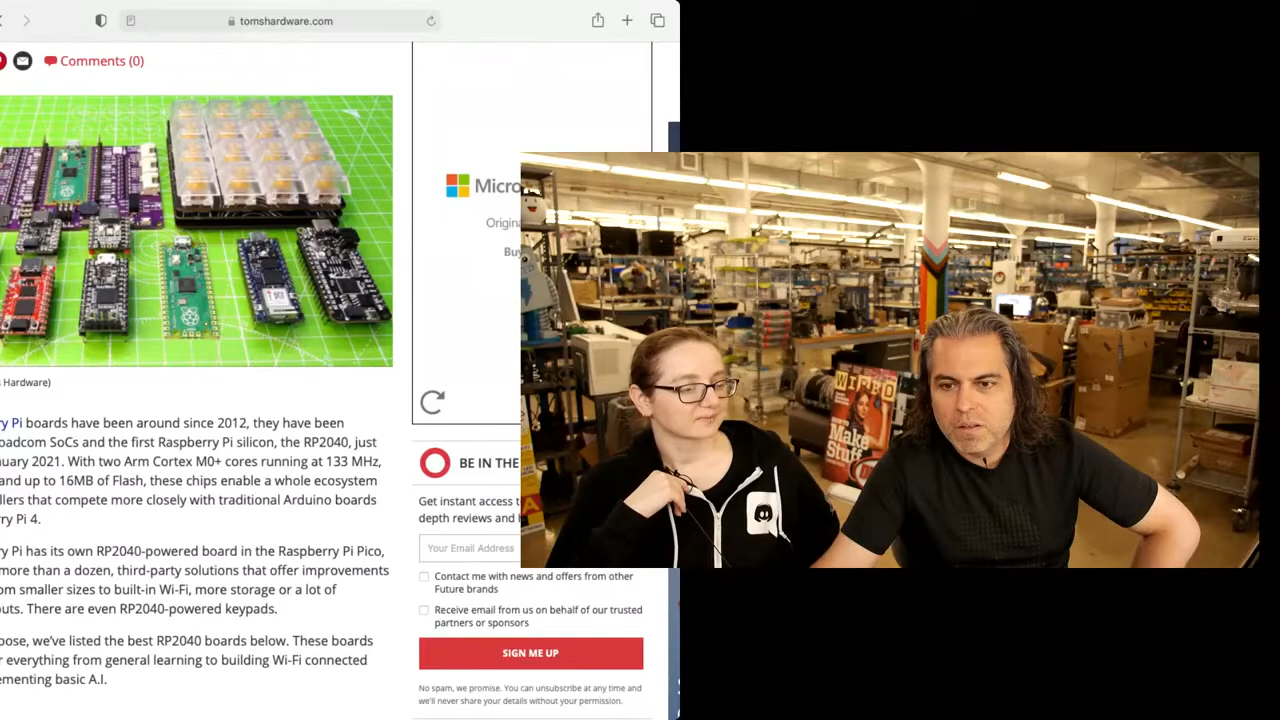 tomshardware.com
Comments (0)
s Hardware)
ry Pi boards have been around since 2012, they have been
oadcom SoCs and the first Raspberry Pi silicon, the RP2040, just
nuary 2021. With two Arm Cortex M0+ cores running at 133 MHz,
and up to 16MB of Flash, these chips enable a whole ecosystem
llers that compete more closely with traditional Arduino boards
rry Pi 4.
ry Pi has its own RP2040-powered board in the Raspberry Pi Pico,
more than a dozen, third-party solutions that offer improvements
om smaller sizes to built-in Wi-Fi, more storage or a lot of
outs. There are even RP2040-powered keypads.
pose, we’ve listed the best RP2040 boards below. These boards
r everything from general learning to building Wi-Fi connected
ementing basic A.I.
Micro
Origina
Buy
BE IN THE
Get instant access t
depth reviews and h
Your Email Address
Contact me with news and offers from other
Future brands
Receive email from us on behalf of our trusted
partners or sponsors
SIGN ME UP
No spam, we promise. You can unsubscribe at any time and
we’ll never share your details without your permission.
WIRED
Make
Stuff